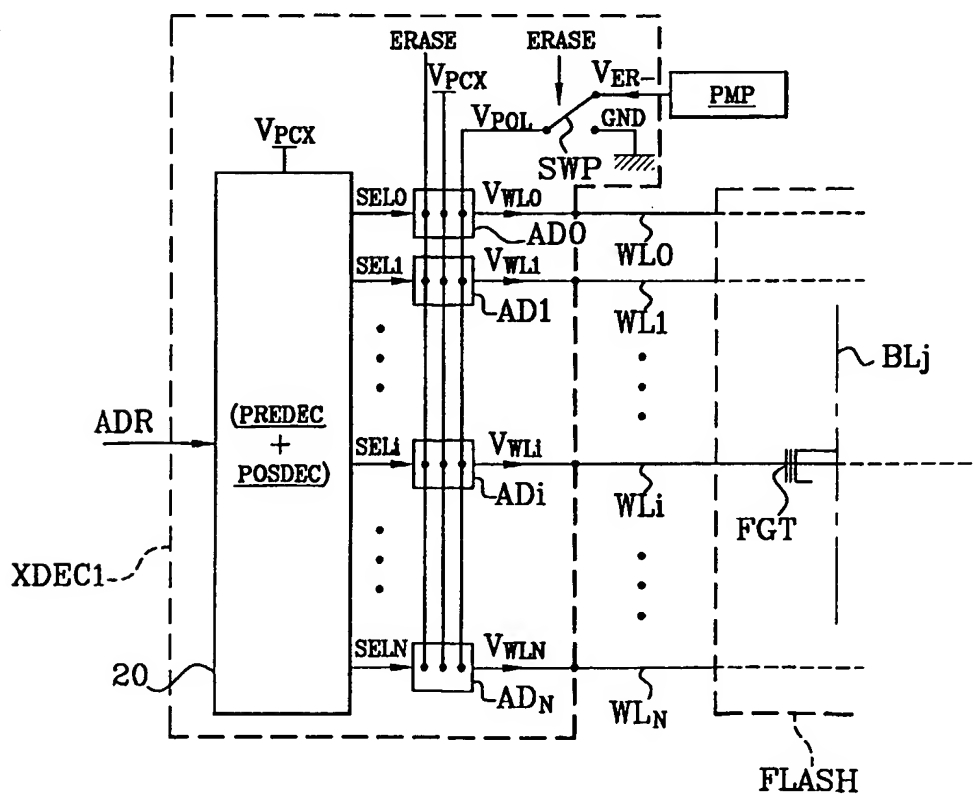 ERASE ERASE
VPCX VER- PMP
VPOL GND
VPCX SWP
SEL0 VWL0
AD0 WL0
SEL1 VWL1
AD1 WL1
BLj
ADR (PREDEC
+
POSDEC)
SELi VWLi
ADi WLi FGT
XDEC1
SELN VWLN
20 ADN WLN
FLASH